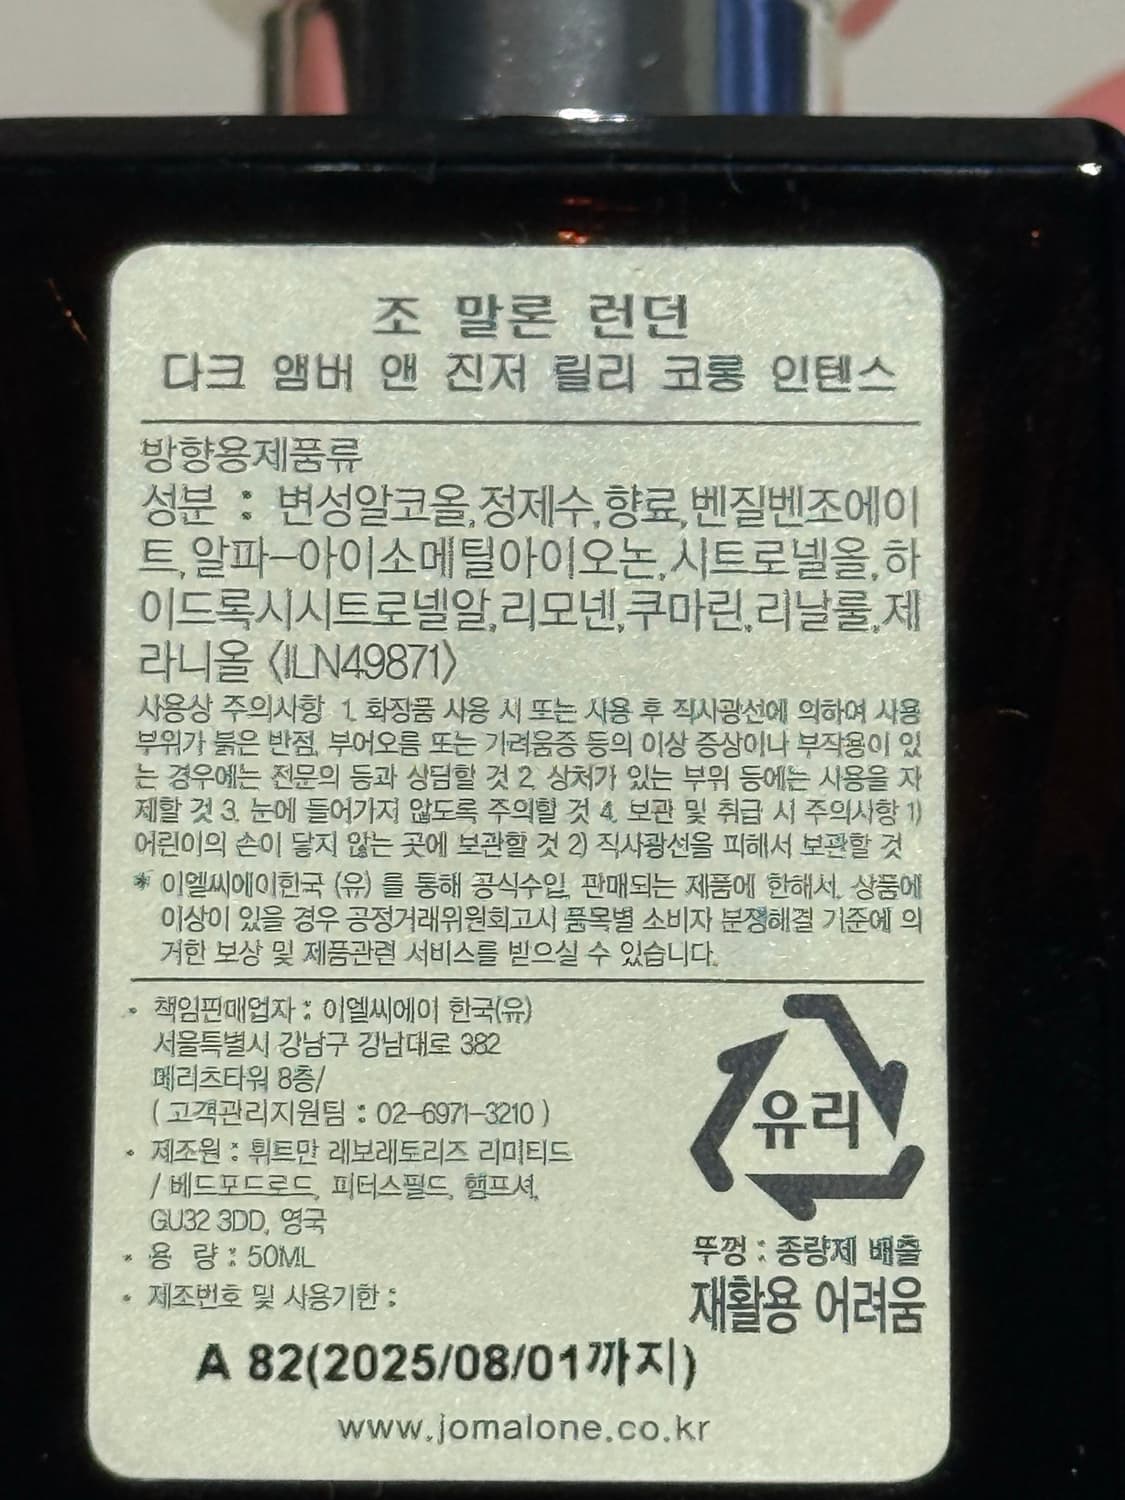 조 말론 런던
다크 앰버 앤 진저 릴리 코롱 인텐스
방향용제품류
성분 : 변성알코올,정제수,향료,벤질벤조에이
트,알파-아이소메틸아이오논,시트로넬올,하
이드록시시트로넬알,리모넨,쿠마린,리날룰,제
라니올 〈ILN49871〉
사용상 주의사항 1. 화장품 사용 시 또는 사용 후 직사광선에 의하여 사용
부위가 붉은 반점, 부어오름 또는 가려움증 등의 이상 증상이나 부작용이 있
는 경우에는 전문의 등과 상담할 것 2. 상처가 있는 부위 등에는 사용을 자
제할 것 3. 눈에 들어가지 않도록 주의할 것 4. 보관 및 취급 시 주의사항 1)
어린이의 손이 닿지 않는 곳에 보관할 것 2) 직사광선을 피해서 보관할 것
* 이엘씨에이한국 (유) 를 통해 공식수입, 판매되는 제품에 한해서, 상품에
이상이 있을 경우 공정거래위원회고시 품목별 소비자 분쟁해결 기준에 의
거한 보상 및 제품관련 서비스를 받으실 수 있습니다.
• 책임판매업자 : 이엘씨에이 한국(유)
서울특별시 강남구 강남대로 382
메리츠타워 8층/
( 고객관리지원팀 : 02-6971-3210 )
• 제조원 : 휘트만 래보래토리즈 리미티드
/ 베드포드로드, 피터스필드, 햄프셔,
GU32 3DD, 영국
• 용 량 : 50ML
• 제조번호 및 사용기한 :
유리
뚜껑 : 종량제 배출
재활용 어려움
A 82(2025/08/01까지)
www.jomalone.co.kr